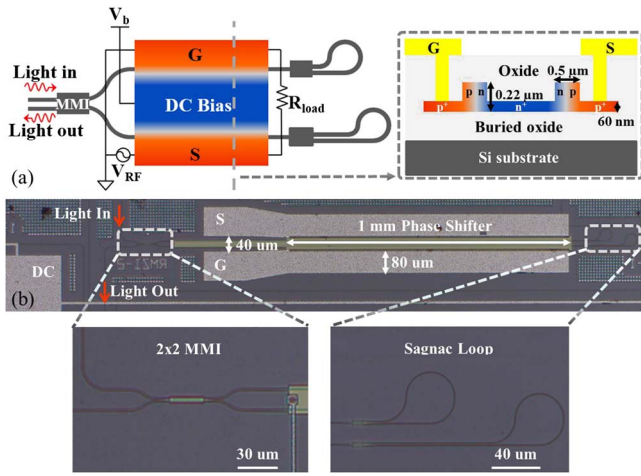 V_b
G
Light in
MMI
DC Bias
R_load
Light out
S
V_RF
(a)
G
S
Oxide
0.5 μm
p n
n p
0.22 μm
p⁺
n⁺
p⁺
60 nm
Buried oxide
Si substrate
Light In
S
1 mm Phase Shifter
40 um
DC
RMZI-S
G
80 um
(b)
Light Out
2x2 MMI
Sagnac Loop
30 um
40 um